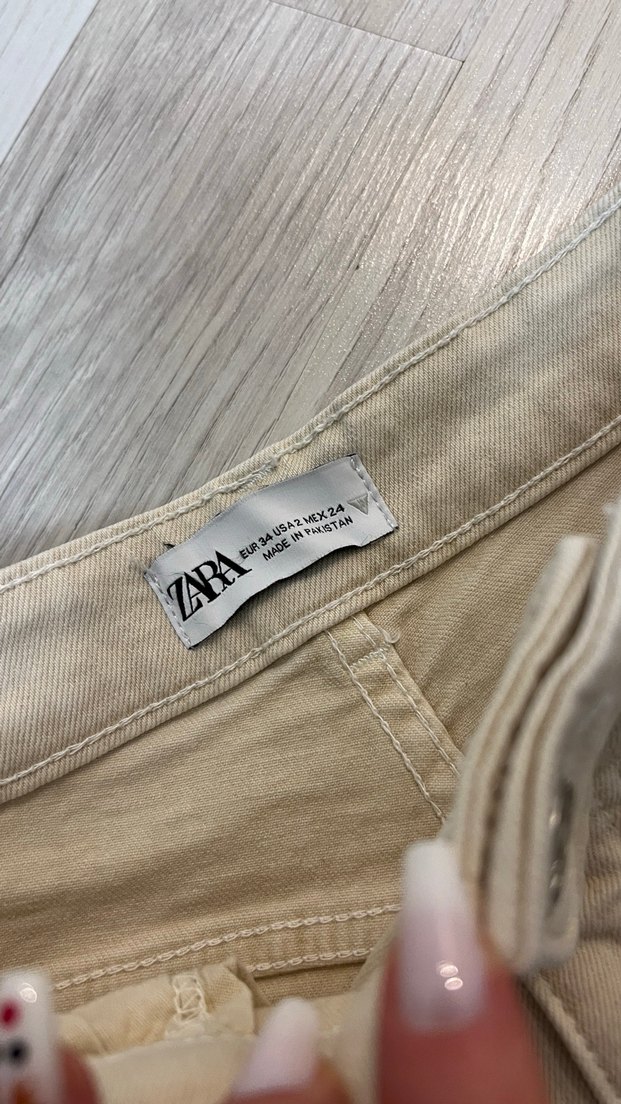 ZARA
EUR 34 USA 2 MEX 24
MADE IN PAKISTAN